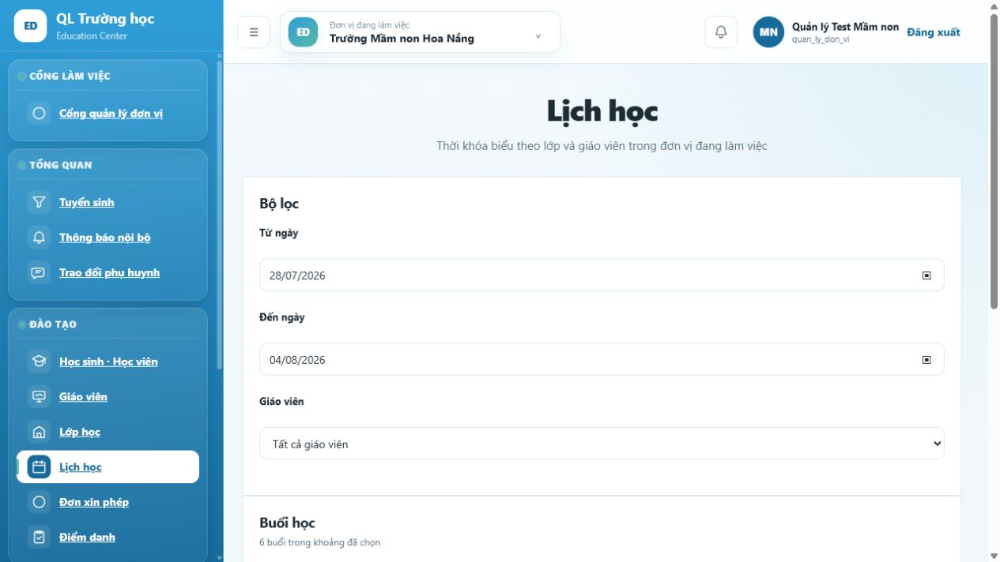 ED
QL Trường học
Education Center
CỔNG LÀM VIỆC
Cổng quản lý đơn vị
TỔNG QUAN
Tuyển sinh
Thông báo nội bộ
Trao đổi phụ huynh
ĐÀO TẠO
Học sinh · Học viên
Giáo viên
Lớp học
Lịch học
Đơn xin phép
Điểm danh
ED
Đơn vị đang làm việc
Trường Mầm non Hoa Nắng
MN
Quản lý Test Mầm non
quan_ly_don_vi
Đăng xuất
Lịch học
Thời khóa biểu theo lớp và giáo viên trong đơn vị đang làm việc
Bộ lọc
Từ ngày
28/07/2026
Đến ngày
04/08/2026
Giáo viên
Tất cả giáo viên
Buổi học
6 buổi trong khoảng đã chọn